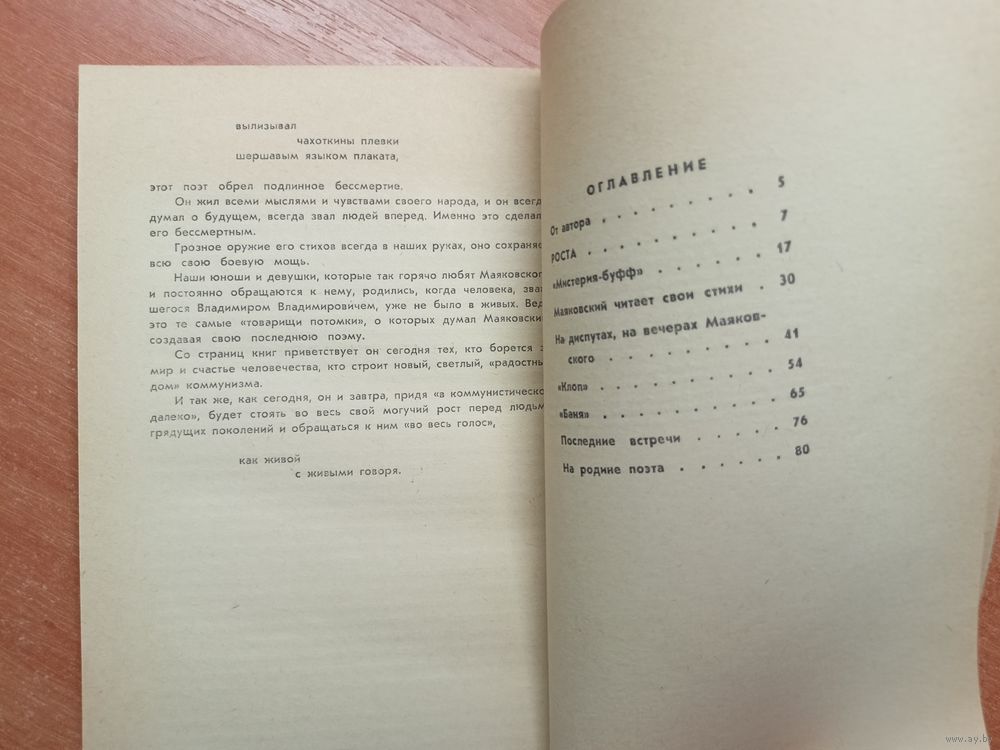 вылизывал
чахоткины плевки
шершавым языком плаката,
этот поэт обрел подлинное бессмертие.
Он жил всеми мыслями и чувствами своего народа, и он всегд
думал о будущем, всегда звал людей вперед. Именно это сделал
его бессмертным.
Грозное оружие его стихов всегда в наших руках, оно сохраняе
всю свою боевую мощь.
Наши юноши и девушки, которые так горячо любят Маяковског
и постоянно обращаются к нему, родились, когда человека, зва
шегося Владимиром Владимировичем, уже не было в живых. Вед
это те самые «товарищи потомки», о которых думал Маяковски
создавая свою последнюю поэму.
Со страниц книг приветствует он сегодня тех, кто борется з
мир и счастье человечества, кто строит новый, светлый, «радостн
дом» коммунизма.
И так же, как сегодня, он и завтра, придя «в коммунистическо
далеко», будет стоять во весь свой могучий рост перед людьм
грядущих поколений и обращаться к ним «во весь голос»,
как живой
с живыми говоря.
ОГЛАВЛЕНИЕ
От автора . . . . . . . . 5
РОСТА . . . . . . . . . 7
«Мистерия-буфф» . . . . . . 17
Маяковский читает свои стихи . 30
На диспутах, на вечерах Маяков-
ского . . . . . . . . 41
«Клоп» . . . . . . . . . 54
«Баня» . . . . . . . . . 65
Последние встречи . . . . . 76
На родине поэта . . . . . . 80
www.ay.by